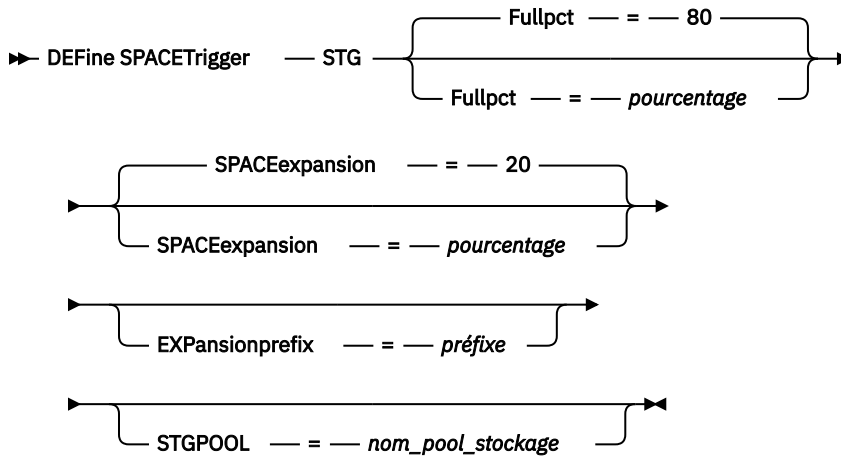 Fullpct = 80
DEFine SPACETrigger STG
Fullpct = pourcentage
SPACEexpansion = 20
SPACEexpansion = pourcentage
EXPansionprefix = préfixe
STGPOOL = nom_pool_stockage